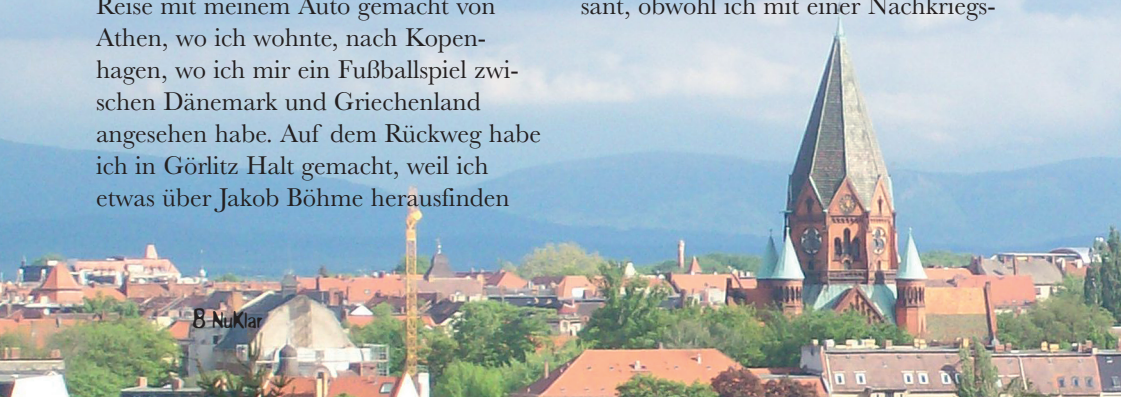 Reise mit meinem Auto gemacht von
Athen, wo ich wohnte, nach Kopen-
hagen, wo ich mir ein Fußballspiel zwi-
schen Dänemark und Griechenland
angesehen habe. Auf dem Rückweg habe
ich in Görlitz Halt gemacht, weil ich
etwas über Jakob Böhme herausfinden
sant, obwohl ich mit einer Nachkriegs-
8 NuKlar